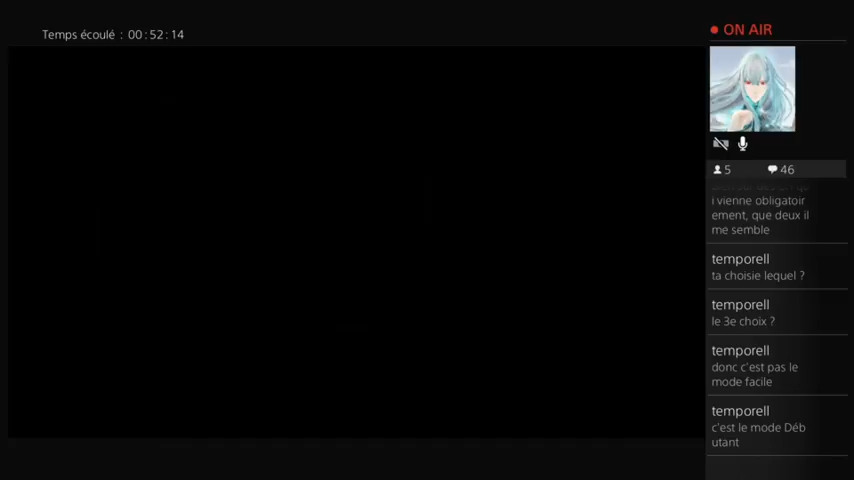 Temps écoulé : 00:52:14
ON AIR
5 46
i vienne obligatoir
ement, que deux il
me semble
temporell
ta choisie lequel ?
temporell
le 3e choix ?
temporell
donc c'est pas le
mode facile
temporell
c'est le mode Déb
utant